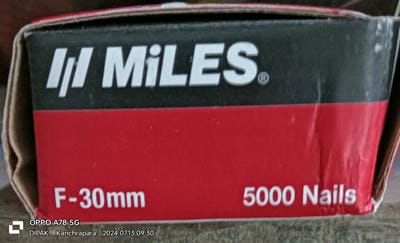 MiLES®
F-30mm 5000 Nails
OPPO A78 5G
DIPAK Kanchrapara 2024.07.13 09:30